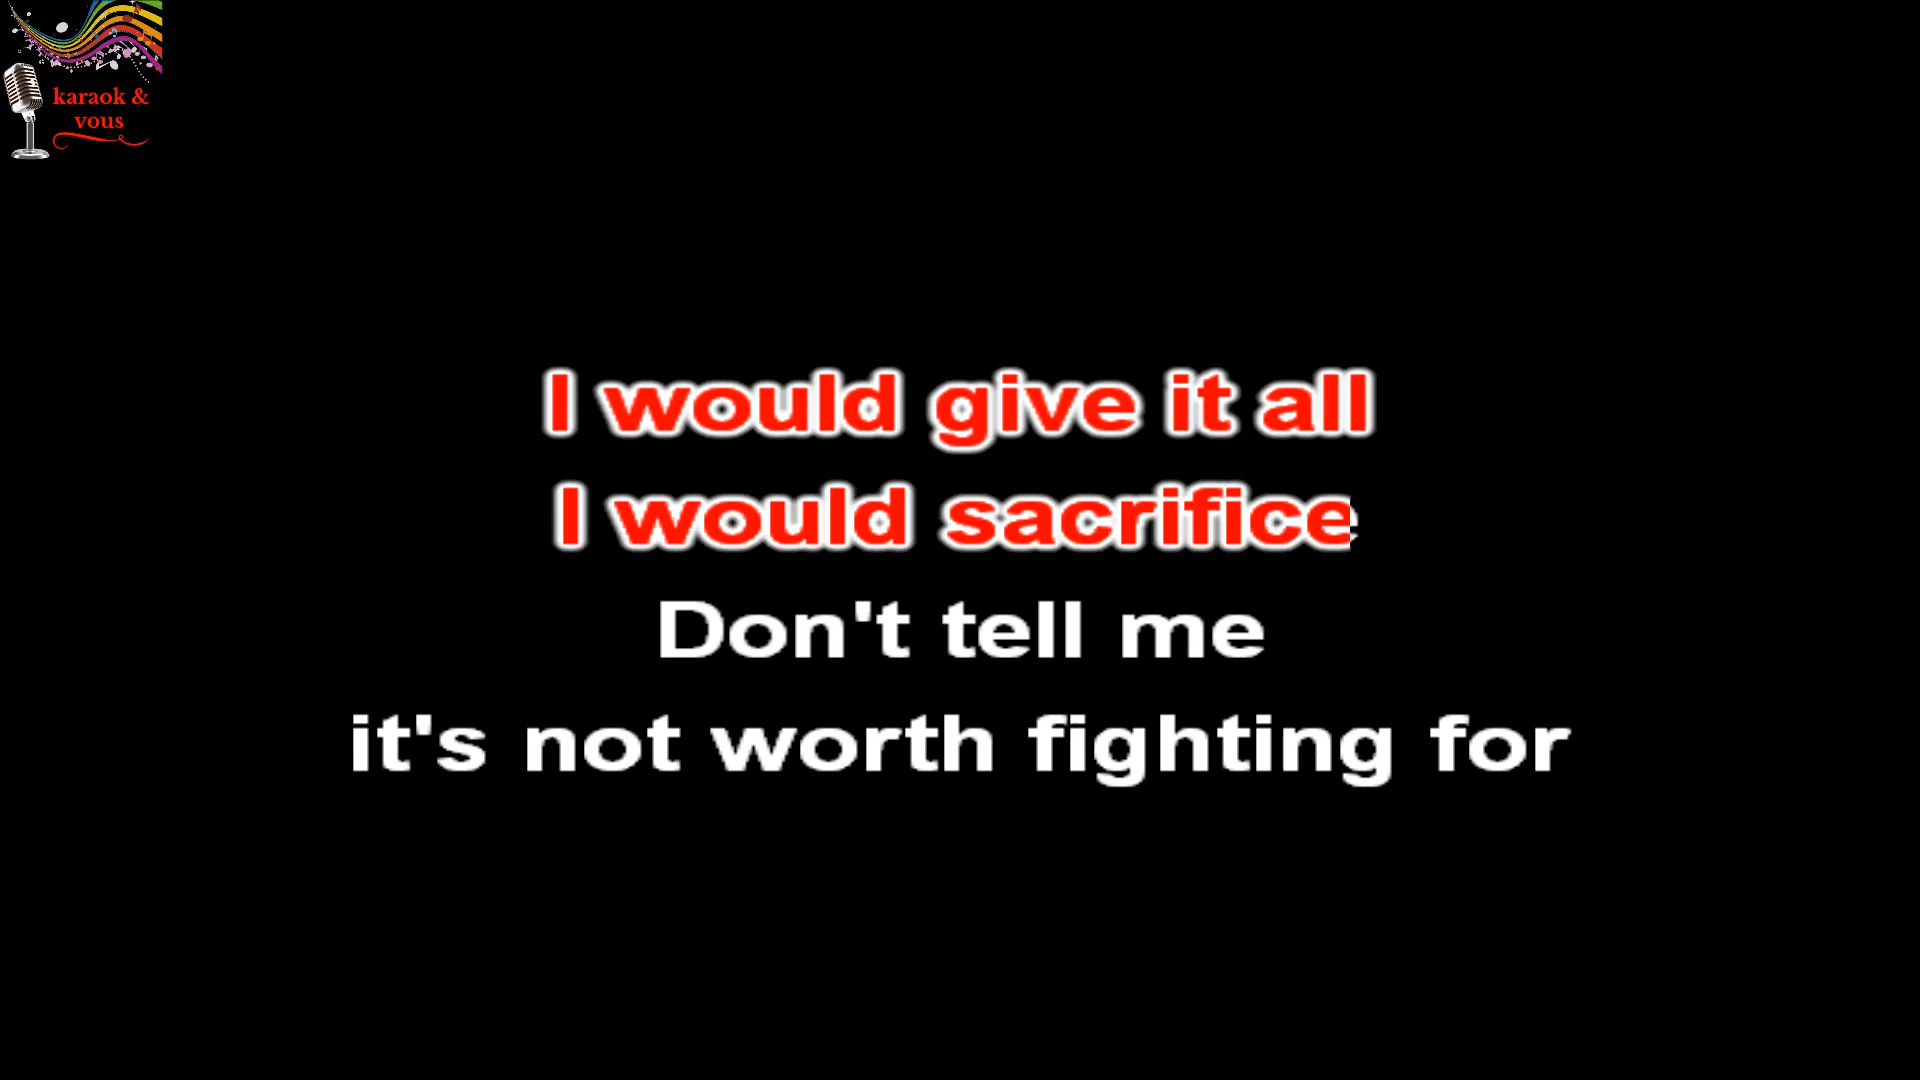 karaok &
vous
I would give it all
I would sacrifice
Don't tell me
it's not worth fighting for